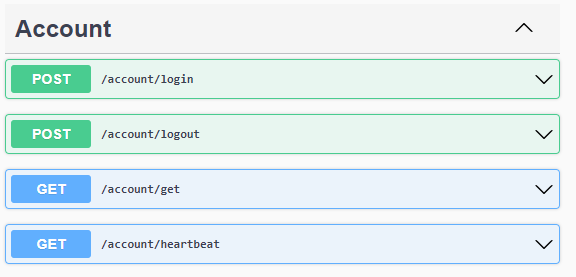 Account
POST /account/login
POST /account/logout
GET /account/get
GET /account/heartbeat